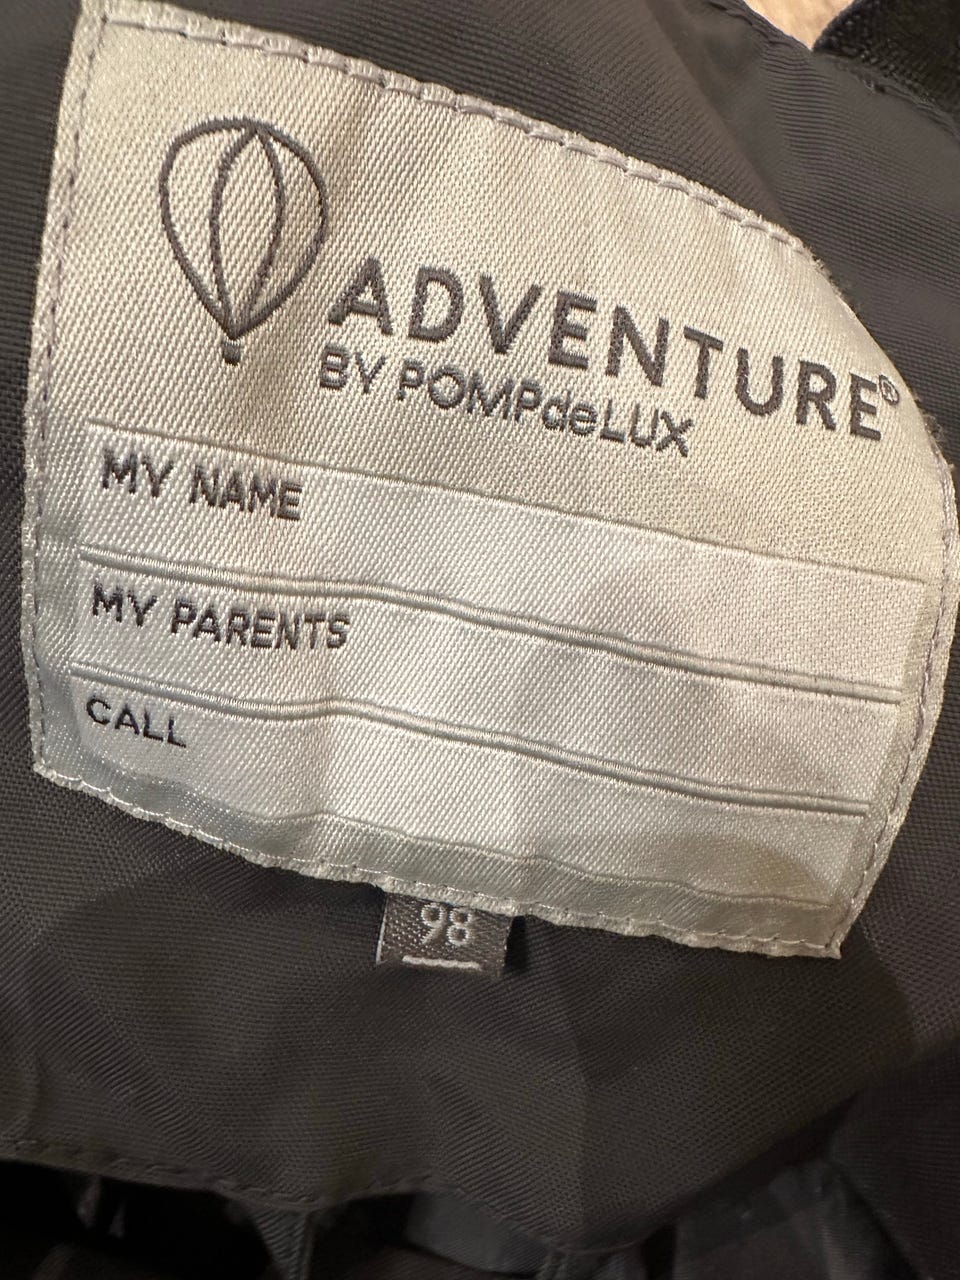 ADVENTURE®
BY POMPdeLUX
MY NAME
MY PARENTS
CALL
98